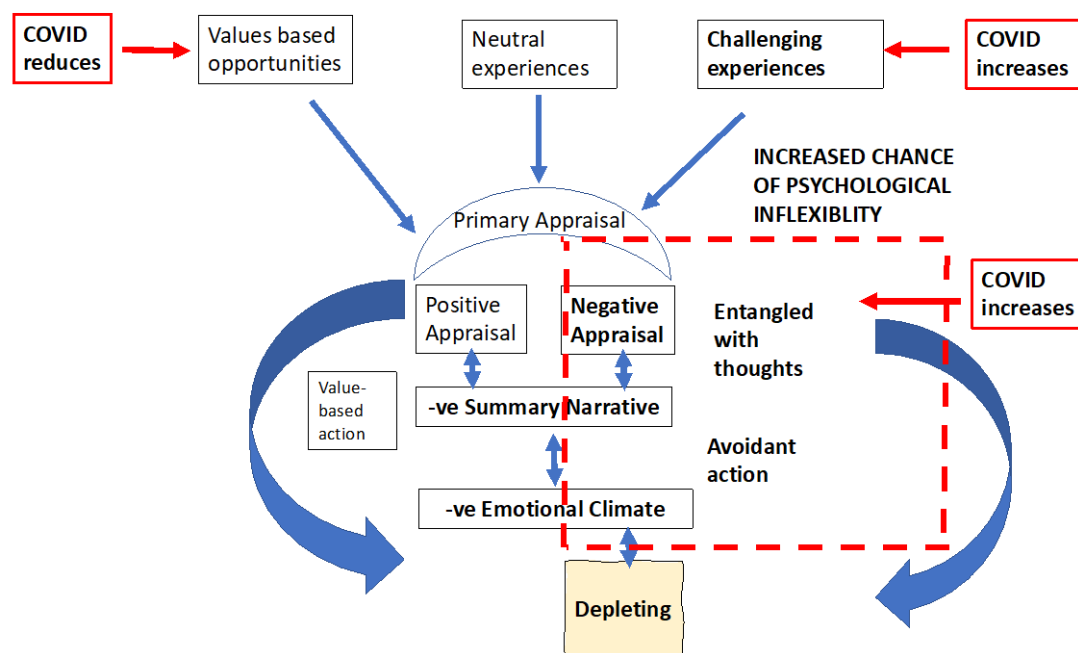 COVID
reduces
Values based
opportunities
Neutral
experiences
Challenging
experiences
COVID
increases
INCREASED CHANCE
OF PSYCHOLOGICAL
INFLEXIBLITY
Primary Appraisal
COVID
increases
Positive
Appraisal
Negative
Appraisal
Entangled
with
thoughts
Value-
based
action
-ve Summary Narrative
Avoidant
action
-ve Emotional Climate
Depleting